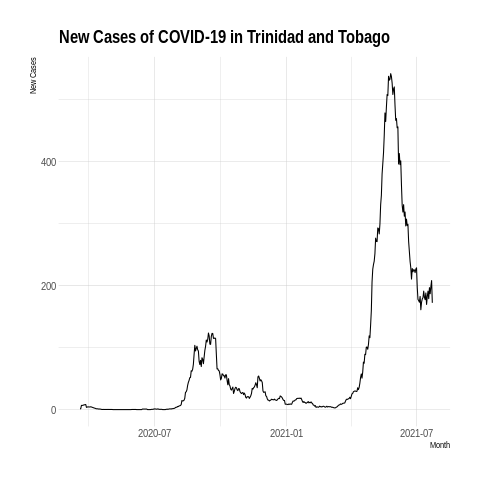 New Cases of COVID-19 in Trinidad and Tobago
New Cases
400
200
0
2020-07
2021-01
2021-07
Month